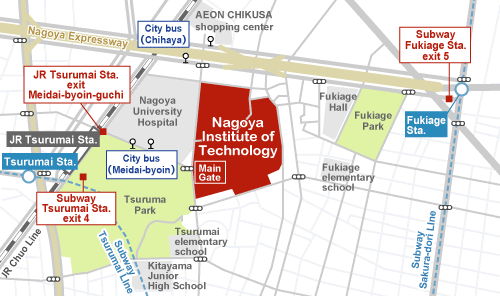 AEON CHIKUSA
shopping center
City bus
(Chihaya)
Nagoya Expressway
Subway
Fukiage Sta.
exit 5
JR Tsurumai Sta.
exit
Meidai-byoin-guchi
Nagoya
University
Hospital
Nagoya
Institute of
Technology
Main
Gate
Fukiage
Hall
Fukiage
Park
Fukiage
Sta.
JR Tsurumai Sta.
Tsurumai Sta.
City bus
(Meidai-byoin)
Fukiage
elementary
school
Subway
Tsurumai Sta.
exit 4
Tsuruma
Park
Tsurumai
elementary
school
Kitayama
Junior
High School
JR Chuo Line
Subway
Tsurumai LIne
Subway
Sakura-dori LIne